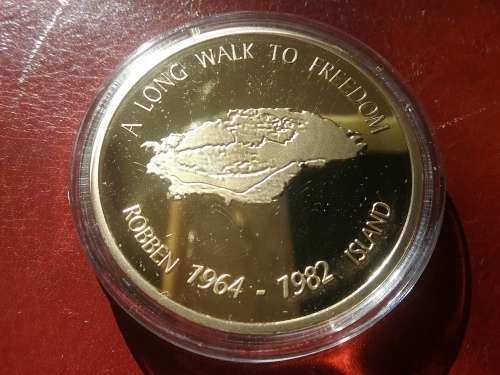 A LONG WALK TO FREEDOM
ROBBEN 1964 - 1982 ISLAND